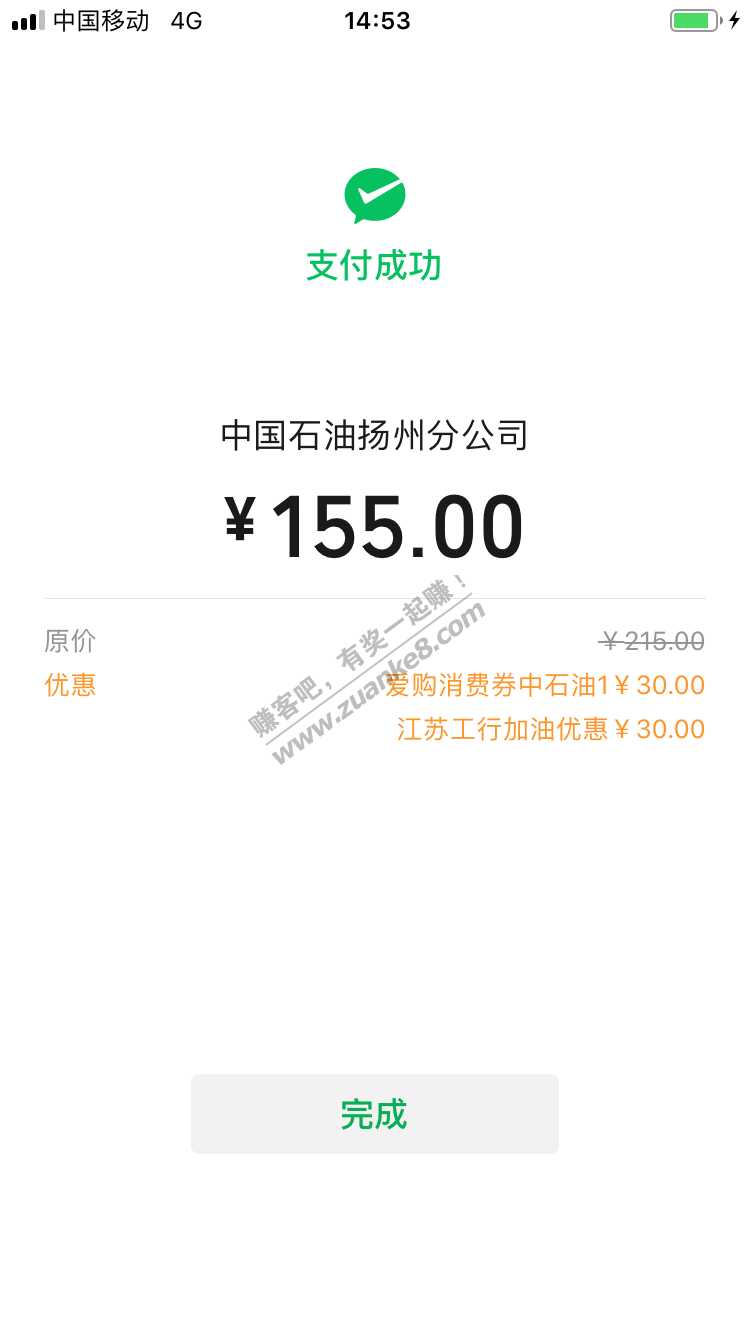 中国移动 4G 14:53
支付成功
中国石油扬州分公司
¥155.00
原价 ¥215.00
优惠 爱购消费券中石油1¥30.00
江苏工行加油优惠¥30.00
赚客吧，有奖一起赚！
www.zuanke8.com
完成